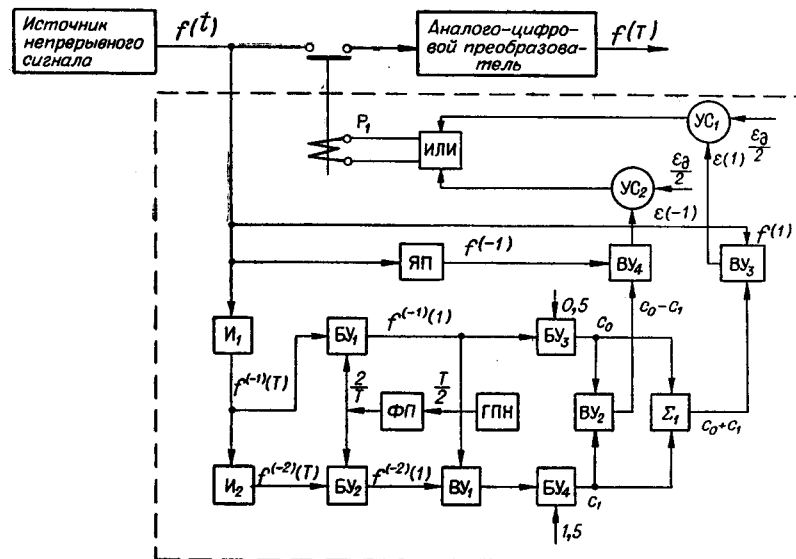 Источник
непрерывного
сигнала
f(t)
Аналого-цифро-
вой преобразова-
тель
f(T)
P₁
ИЛИ
УС₁
εд/2
ε(1)
УС₂
εд/2
ε(-1)
f(1)
ЯП
f(-1)
ВУ₄
ВУ₃
0,5
c₀-c₁
И₁
БУ₁
f⁽⁻¹⁾(1)
БУ₃
c₀
f⁽⁻¹⁾(T)
2/T
ФП
T/2
ГПН
ВУ₂
Σ₁
c₀+c₁
И₂
f⁽⁻²⁾(T)
БУ₂
f⁽⁻²⁾(1)
ВУ₁
БУ₄
c₁
1,5